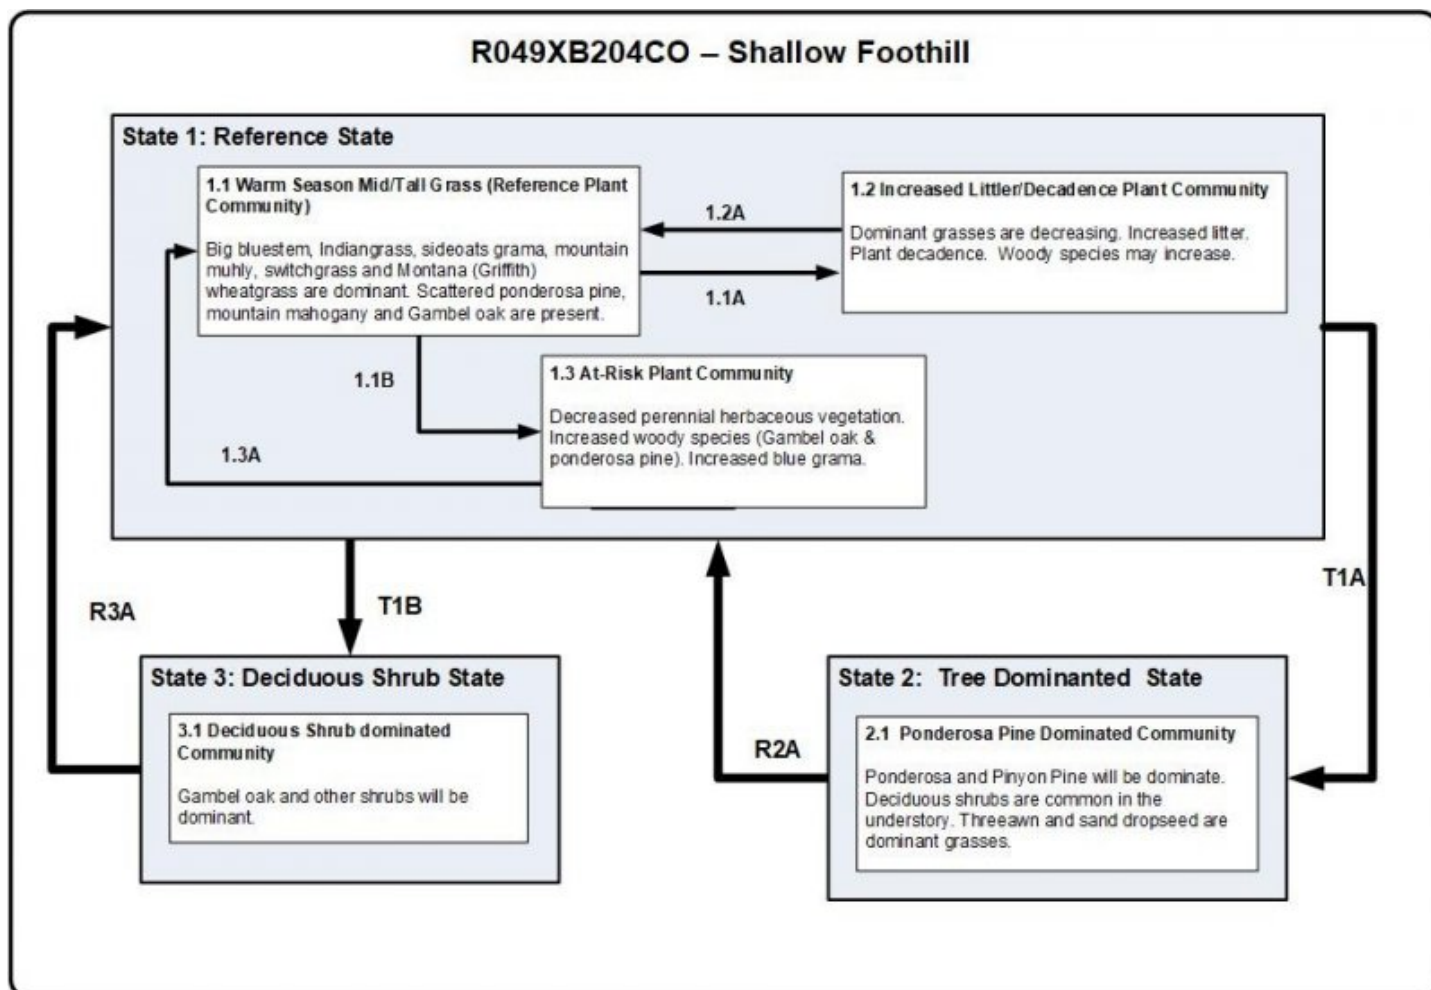 R049XB204CO – Shallow Foothill
State 1: Reference State
1.1 Warm Season Mid/Tall Grass (Reference Plant
Community)
Big bluestem, Indiangrass, sideoats grama, mountain
muhly, switchgrass and Montana (Griffith)
wheatgrass are dominant. Scattered ponderosa pine,
mountain mahogany and Gambel oak are present.
1.2A
1.1A
1.2 Increased Littler/Decadence Plant Community
Dominant grasses are decreasing. Increased litter.
Plant decadence. Woody species may increase.
1.1B
1.3A
1.3 At-Risk Plant Community
Decreased perennial herbaceous vegetation.
Increased woody species (Gambel oak &
ponderosa pine). Increased blue grama.
R3A
T1B
T1A
State 3: Deciduous Shrub State
3.1 Deciduous Shrub dominated
Community
Gambel oak and other shrubs will be
dominant.
R2A
State 2: Tree Dominanted State
2.1 Ponderosa Pine Dominated Community
Ponderosa and Pinyon Pine will be dominate.
Deciduous shrubs are common in the
understory. Threeawn and sand dropseed are
dominant grasses.